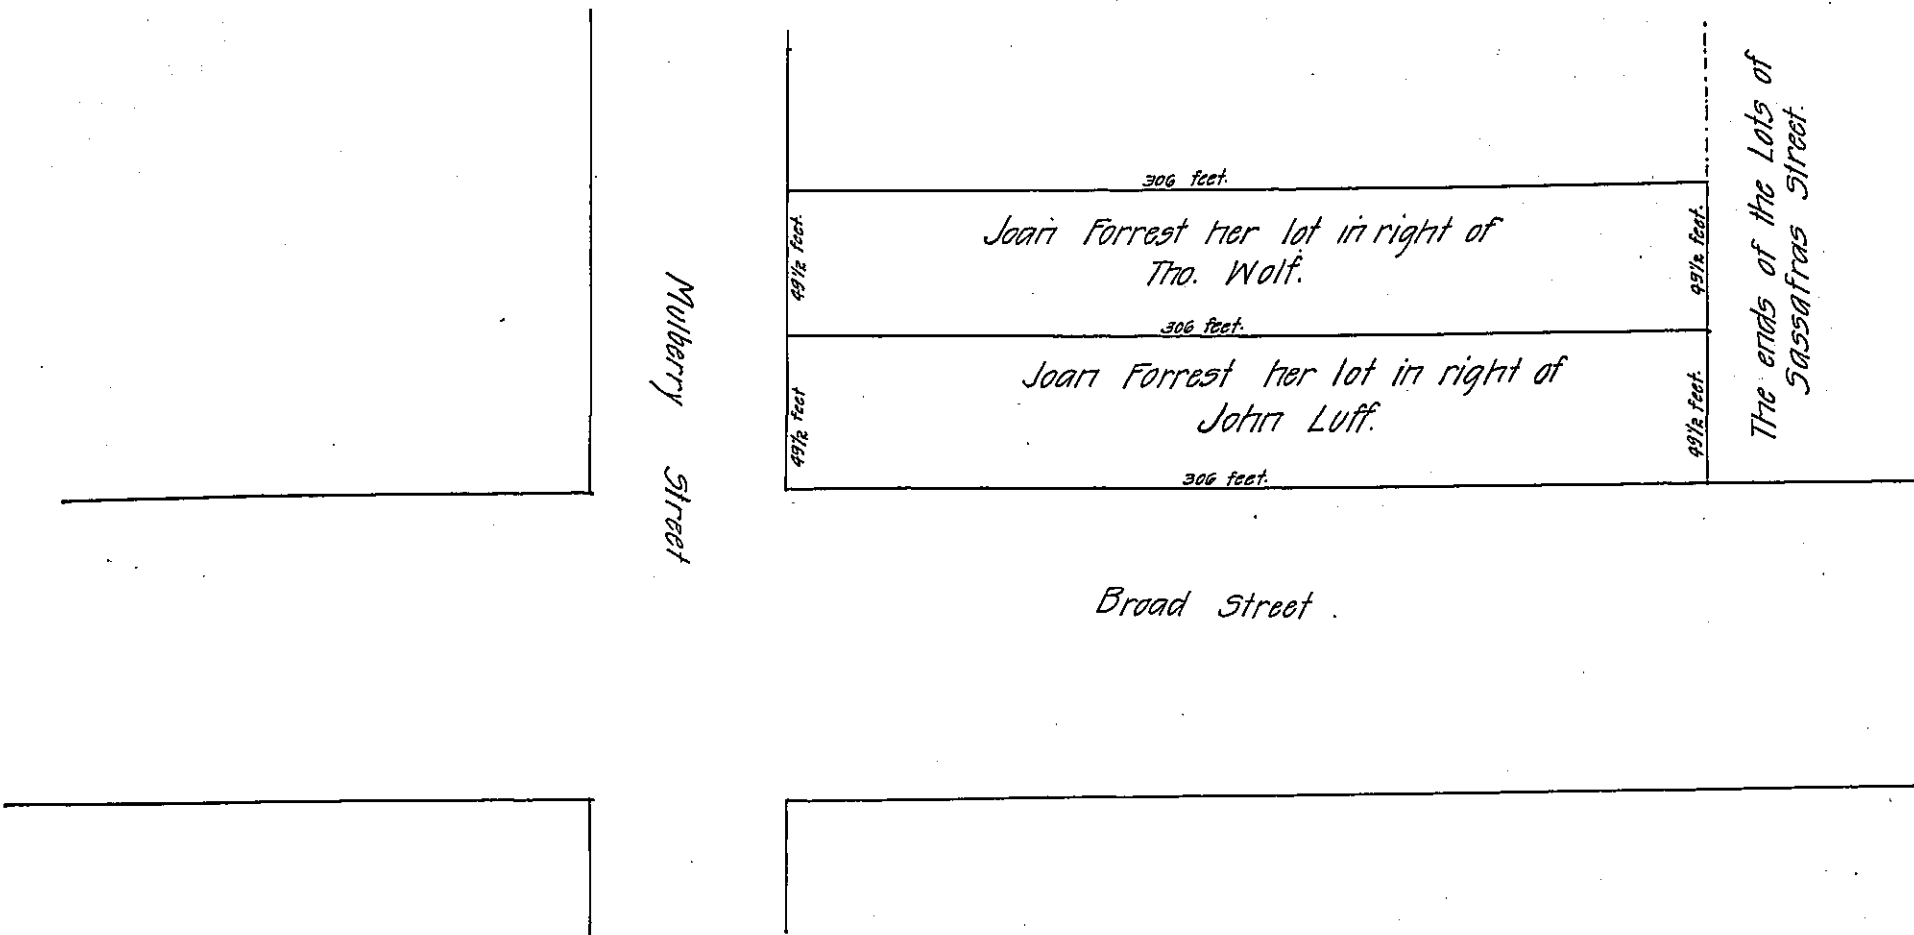 306 feet.
49½ feet.
Joan Forrest her lot in right of
Tho. Wolf.
49½ feet.
306 feet.
49½ feet
Joan Forrest her lot in right of
John Luff.
49½ feet.
306 feet.
The ends of the Lots of
Sassafras Street.
Mulberry Street
Broad Street.